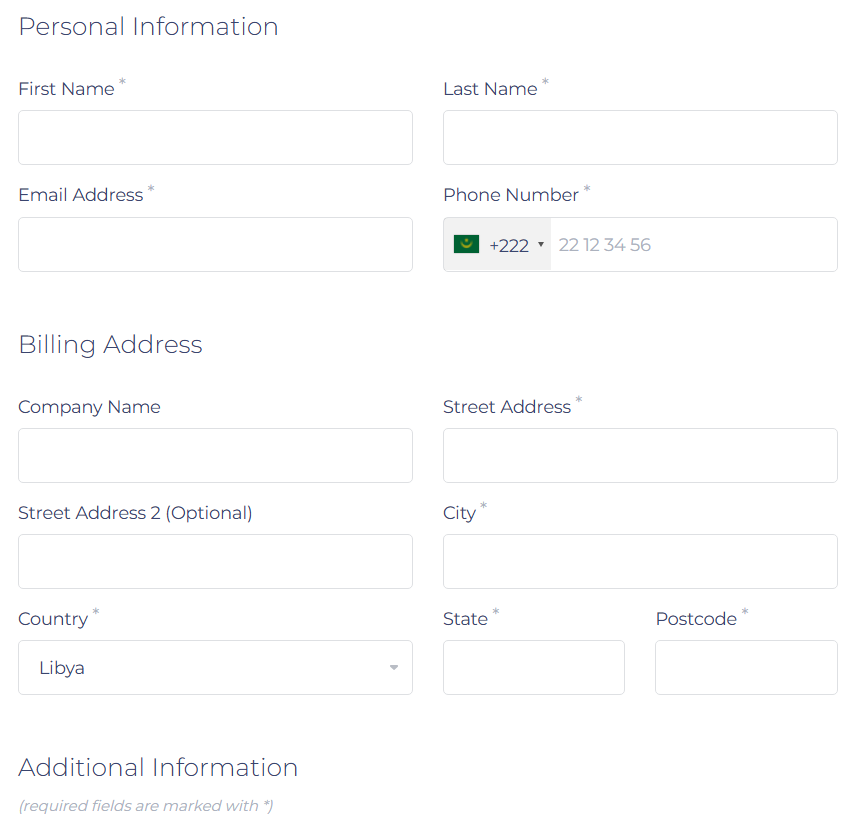 Personal Information
First Name *
Last Name *
Email Address *
Phone Number *
+222
22 12 34 56
Billing Address
Company Name
Street Address *
Street Address 2 (Optional)
City *
Country *
State *
Postcode *
Libya
Additional Information
(required fields are marked with *)